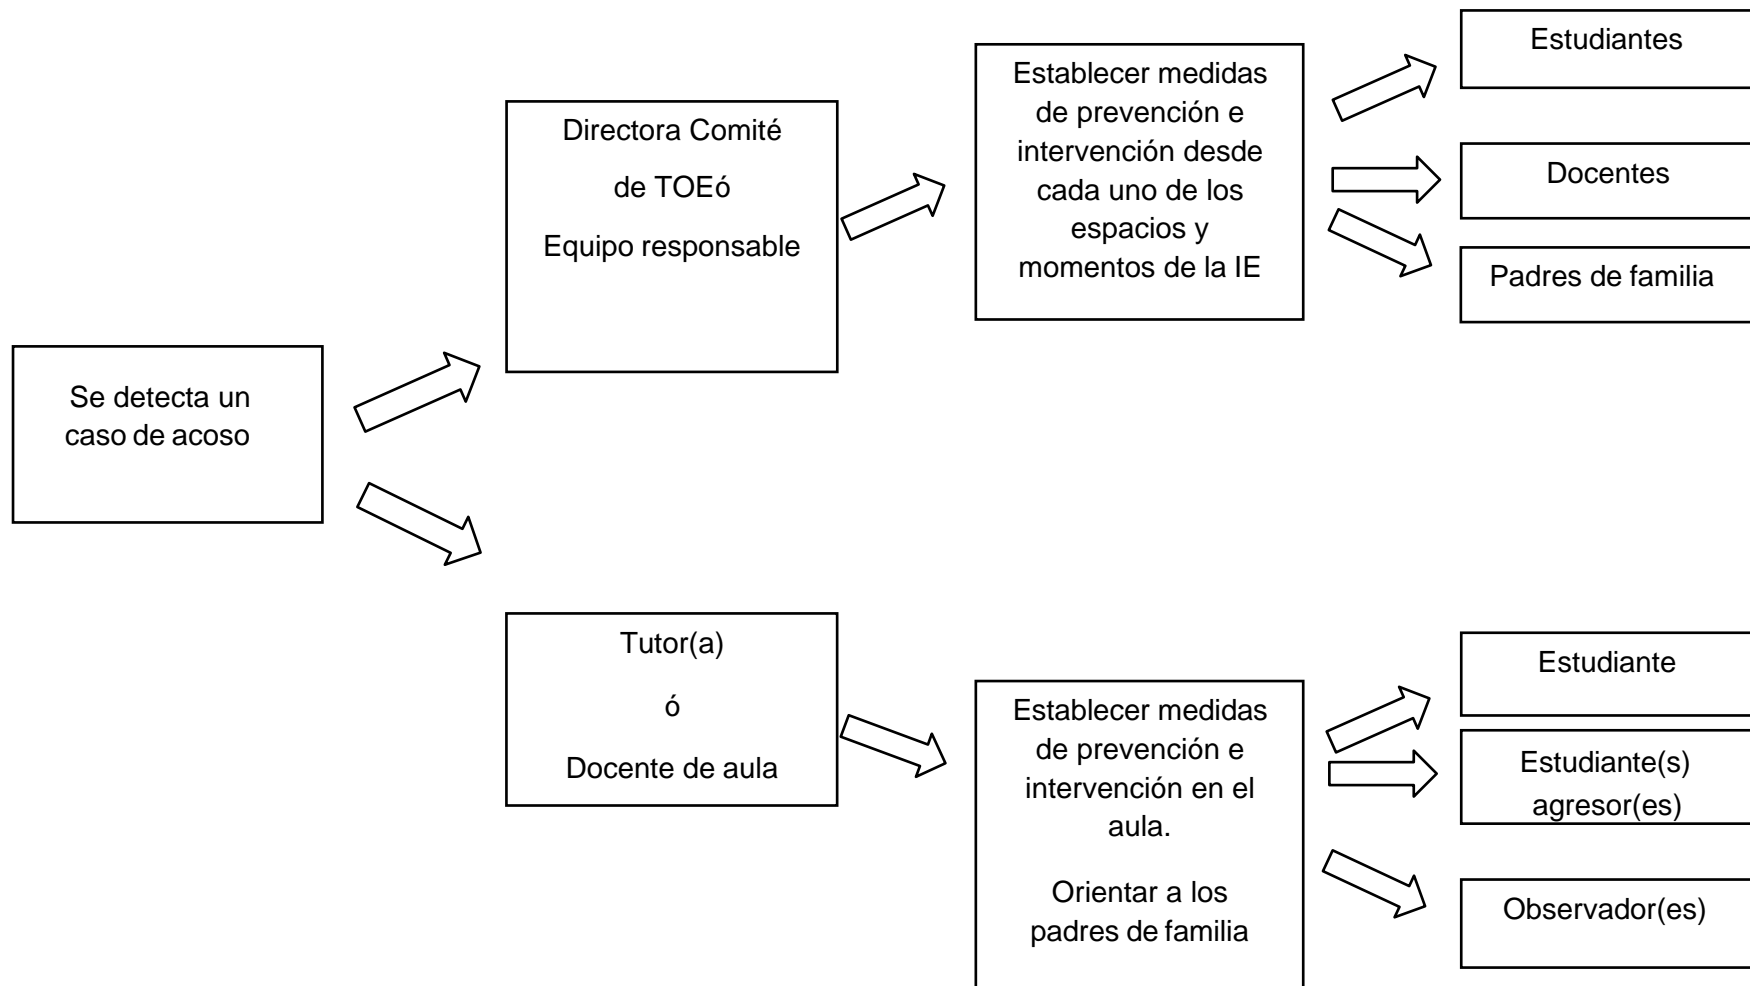 Se detecta un
caso de acoso
Directora Comité
de TOEó
Equipo responsable
Establecer medidas
de prevención e
intervención desde
cada uno de los
espacios y
momentos de la IE
Estudiantes
Docentes
Padres de familia
Tutor(a)
ó
Docente de aula
Establecer medidas
de prevención e
intervención en el
aula.
Orientar a los
padres de familia
Estudiante
Estudiante(s)
agresor(es)
Observador(es)